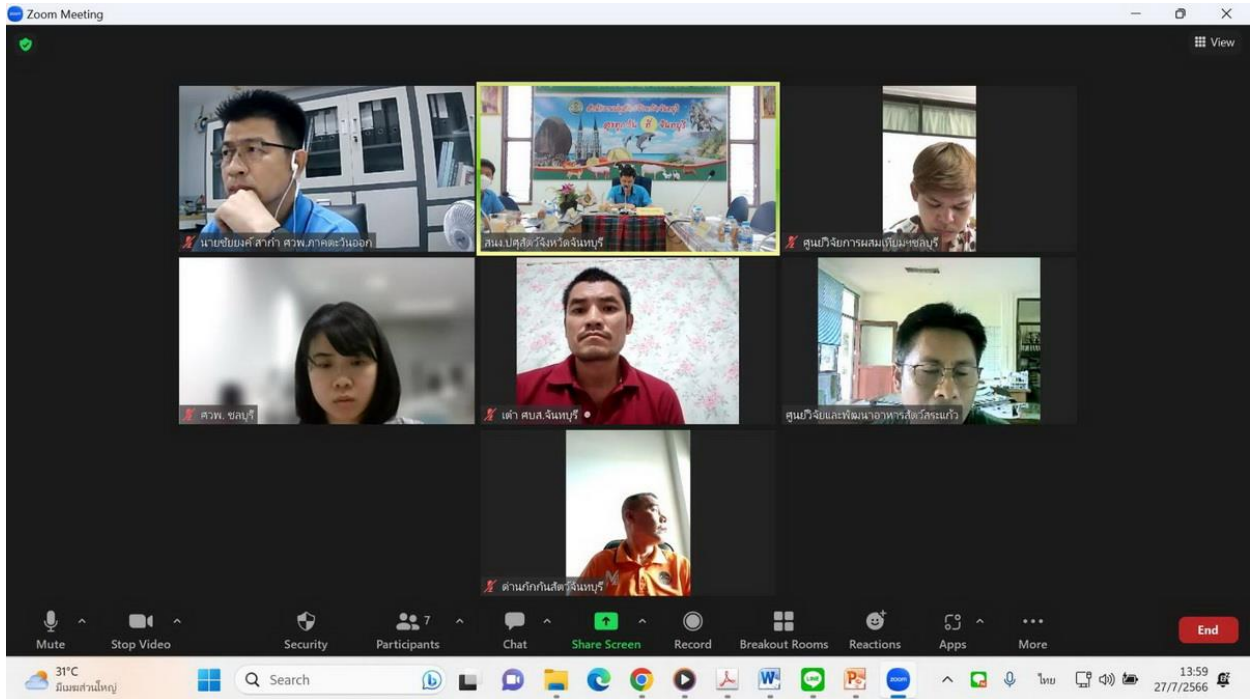 Zoom Meeting
View
นายชัยยงค์ สากำ ศวพ.ภาคตะวันออก
สนง.ปศุสัตว์จังหวัดจันทบุรี
ศูนย์วิจัยการผสมเทียมฯชลบุรี
ศวพ. ชลบุรี
เต๋า ศบส.จันทบุรี
ศูนย์วิจัยและพัฒนาอาหารสัตว์สระแก้ว
ด่านกักกันสัตว์จันทบุรี
Mute
Stop Video
Security
Participants
7
Chat
Share Screen
Record
Breakout Rooms
Reactions
Apps
More
End
31°C
มีเมฆส่วนใหญ่
Search
ไทย
13:59
27/7/2566